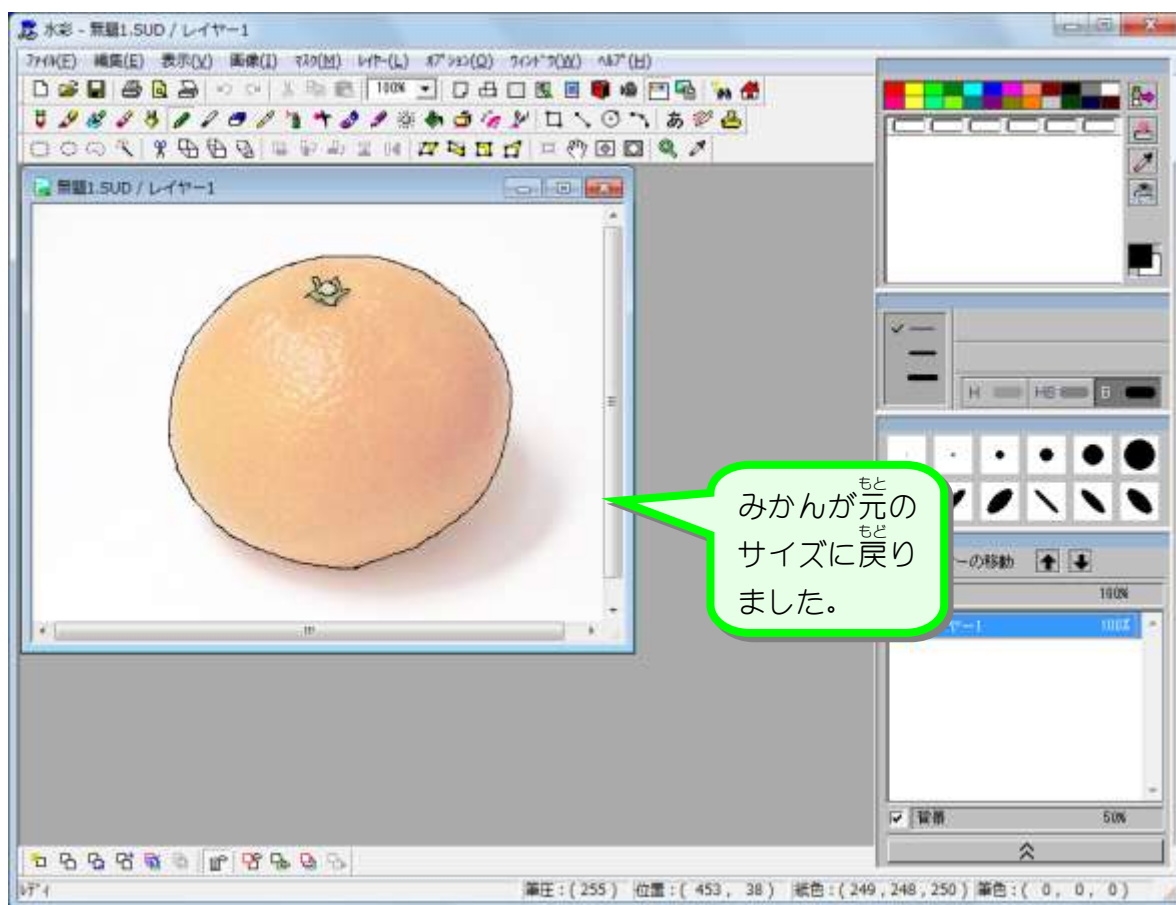 水彩 - 無題1.SUD / レイヤー1
ファイル(E) 編集(E) 表示(V) 画像(I) マスク(M) レイヤー(L) オプション(O) ウィンドウ(W) ヘルプ(H)
100%
あ
無題1.SUD / レイヤー1
H HB B
もと
みかんが元の
もど
サイズに戻り
ました。
ーの移動
100%
ヤー1 100%
背景 50%
レディ 筆圧:( 255) 位置:( 453, 38) 紙色:( 249 , 248 , 250 ) 筆色:( 0, 0, 0)